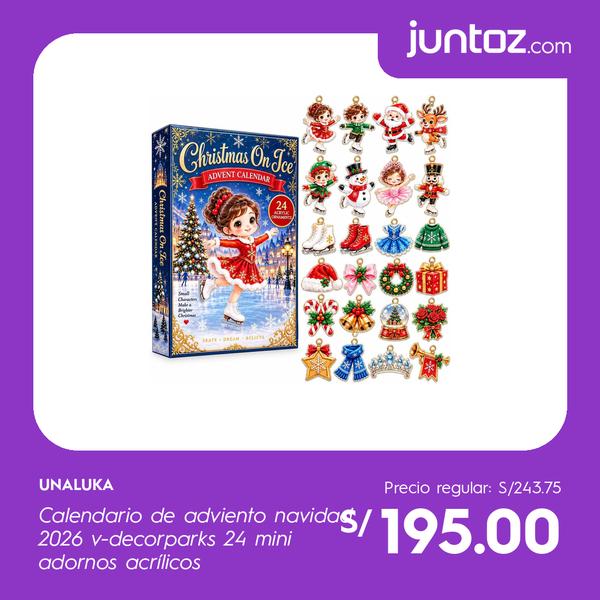 juntoz.com
Christmas On Ice
ADVENT CALENDAR
24
ACRYLIC
ORNAMENTS
Small
Characters,
Make a
Brighter
Christmas
SKATE • DREAM • BELIEVE
Christmas On Ice
ADVENT CALENDAR
UNALUKA
Calendario de adviento navidad
2026 v-decorparks 24 mini
adornos acrílicos
Precio regular: S/243.75
S/195.00